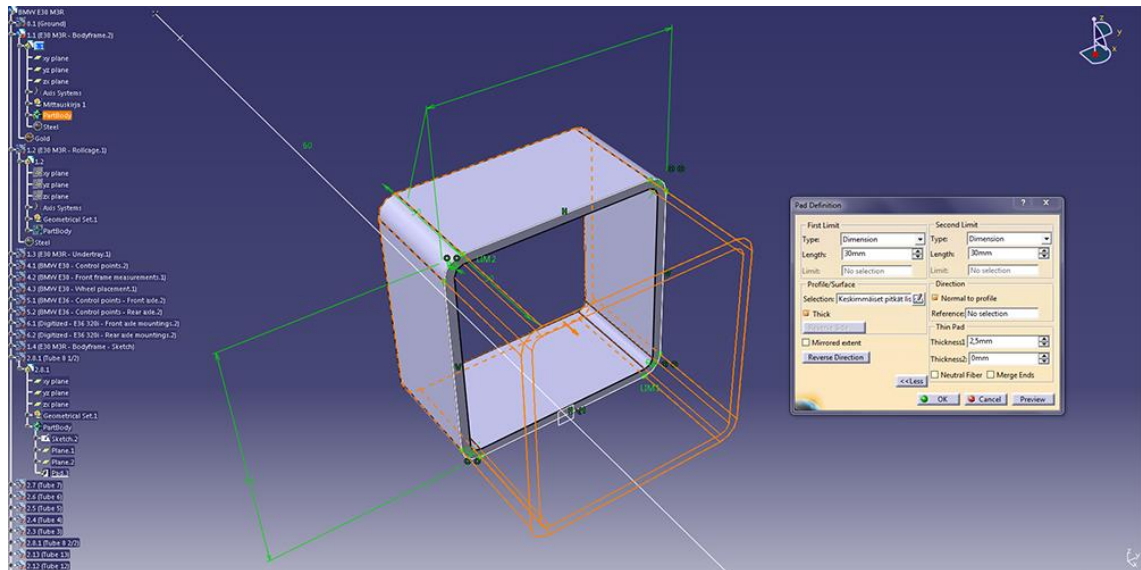 BMW E30 M3R
0.1 (Ground)
1.1 (E30 M3R - Bodyframe.2)
1.1
xy plane
yz plane
zx plane
Axis Systems
Mittauskirja 1
PartBody
Steel
Gold
1.2 (E30 M3R - Rollcage.1)
1.2
xy plane
yz plane
zx plane
Axis Systems
Geometrical Set.1
PartBody
Steel
1.3 (E30 M3R - Undertray.1)
4.1 (BMW E30 - Control points.2)
4.2 (BMW E30 - Front frame measurements.1)
4.3 (BMW E30 - Wheel placement.1)
5.1 (BMW E36 - Control points - Front axle.2)
5.2 (BMW E36 - Control points - Rear axle.2)
6.1 (Digitized - E36 320i - Front axle mountings.2)
6.2 (Digitized - E36 320i - Rear axle mountings.2)
1.4 (E30 M3R - Bodyframe - Sketch)
2.8.1 (Tube 8 1/2)
2.8.1
xy plane
yz plane
zx plane
Geometrical Set.1
PartBody
Sketch.2
Plane.1
Plane.2
2.7 (Tube 7)
2.6 (Tube 6)
2.5 (Tube 5)
2.4 (Tube 4)
2.3 (Tube 3)
2.8.1 (Tube 8 2/2)
2.13 (Tube 13)
2.12 (Tube 12)
60
H
LIM2
V
LIM1
z
y
x
Pad Definition
First Limit
Type: Dimension
Length: 30mm
Limit: No selection
Profile/Surface
Selection: Keskimmäiset pitkät lis
Thick
Reverse Side
Mirrored extent
Reverse Direction
<<Less
Second Limit
Type: Dimension
Length: 30mm
Limit: No selection
Direction
Normal to profile
Reference: No selection
Thin Pad
Thickness1 2,5mm
Thickness2: 0mm
Neutral Fiber Merge Ends
OK Cancel Preview